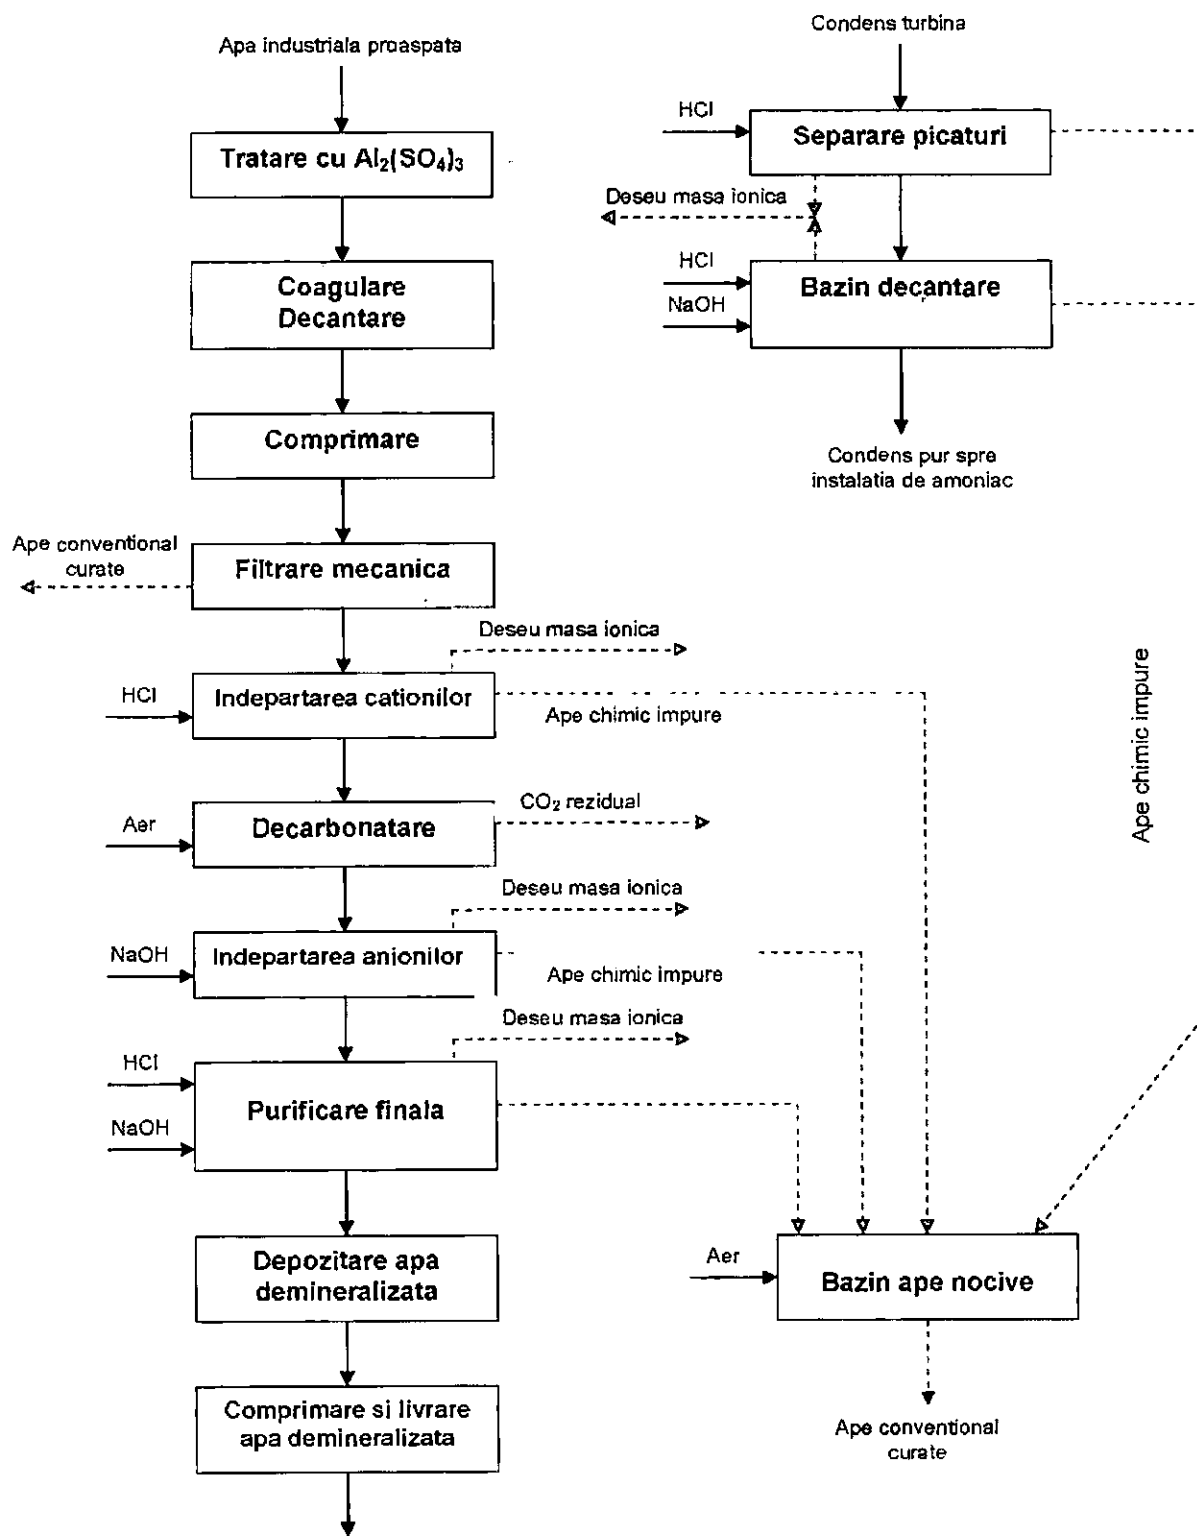 Apa industriala proaspata
Tratare cu Al₂(SO₄)₃
Coagulare
Decantare
Comprimare
Ape conventional
curate
Filtrare mecanica
Deseu masa ionica
HCl
Indepartarea cationilor
Ape chimic impure
CO₂ rezidual
Aer
Decarbonatare
Deseu masa ionica
NaOH
Indepartarea anionilor
Ape chimic impure
Deseu masa ionica
HCl
Purificare finala
NaOH
Depozitare apa
demineralizata
Comprimare si livrare
apa demineralizata
Condens turbina
HCl
Separare picaturi
Deseu masa ionica
HCl
Bazin decantare
NaOH
Condens pur spre
instalatia de amoniac
Ape chimic impure
Aer
Bazin ape nocive
Ape conventional
curate